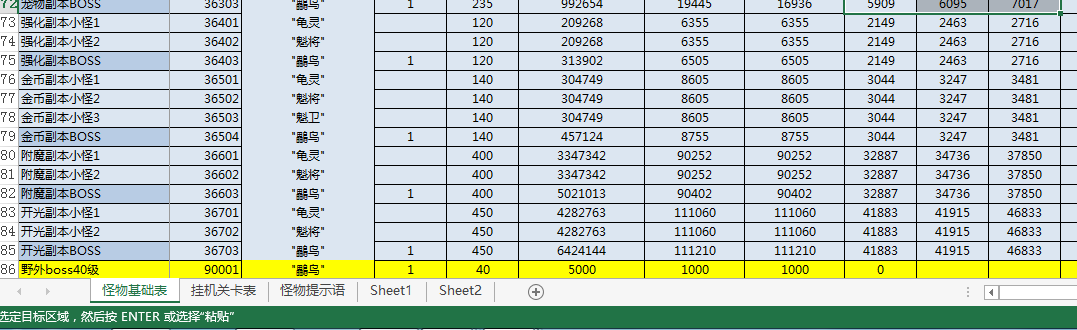 72 宠物副本BOSS 36303 "鸓鸟" 1 235 992654 19445 16936 5909 6095 7017
73 强化副本小怪1 36401 "龟灵" 120 209268 6355 6355 2149 2463 2716
74 强化副本小怪2 36402 "魁将" 120 209268 6355 6355 2149 2463 2716
75 强化副本BOSS 36403 "鸓鸟" 1 120 313902 6355 6355 2149 2463 2716
76 金币副本小怪1 36501 "龟灵" 140 304749 8605 8605 3044 3247 3481
77 金币副本小怪2 36502 "魁将" 140 304749 8605 8605 3044 3247 3481
78 金币副本小怪3 36503 "魁卫" 140 304749 8605 8605 3044 3247 3481
79 金币副本BOSS 36504 "鸓鸟" 1 140 457124 8755 8755 3044 3247 3481
80 附魔副本小怪1 36601 "龟灵" 400 3347342 90252 90252 32887 34736 37850
81 附魔副本小怪2 36602 "魁将" 400 3347342 90252 90252 32887 34736 37850
82 附魔副本BOSS 36603 "鸓鸟" 1 400 5021013 90402 90402 32887 34736 37850
83 开光副本小怪1 36701 "龟灵" 450 4282763 111060 111060 41883 41915 46833
84 开光副本小怪2 36702 "魁将" 450 4282763 111060 111060 41883 41915 46833
85 开光副本BOSS 36703 "鸓鸟" 1 450 6424144 111210 111210 41883 41915 46833
86 野外boss40级 90001 "鸓鸟" 1 40 5000 1000 1000 0
怪物基础表 挂机关卡表 怪物提示语 Sheet1 Sheet2
选定目标区域，然后按 ENTER 或选择"粘贴"